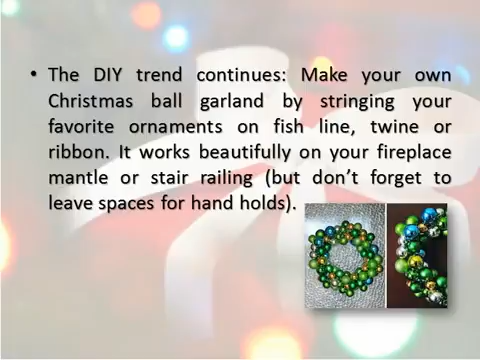 • The DIY trend continues: Make your own
Christmas ball garland by stringing your
favorite ornaments on fish line, twine or
ribbon. It works beautifully on your fireplace
mantle or stair railing (but don’t forget to
leave spaces for hand holds).